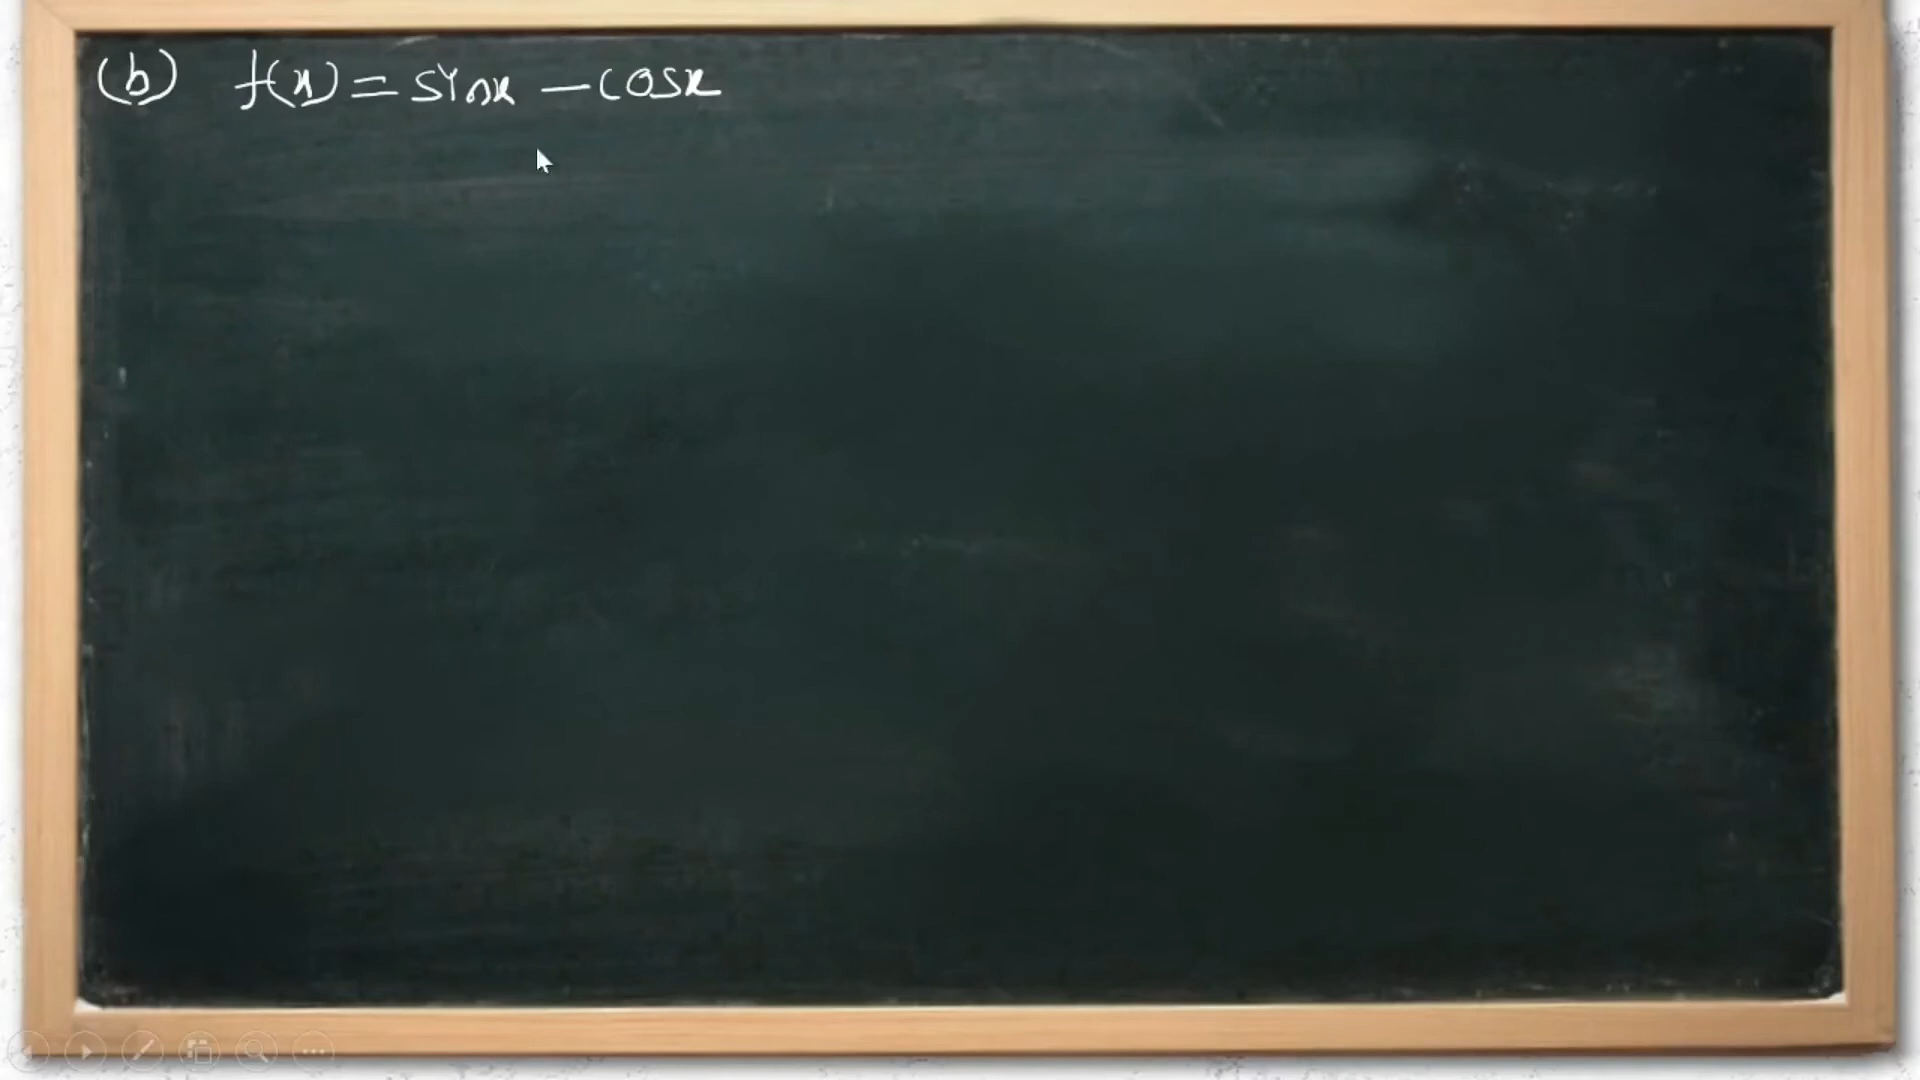 (b) f(x) = sinx - cosx